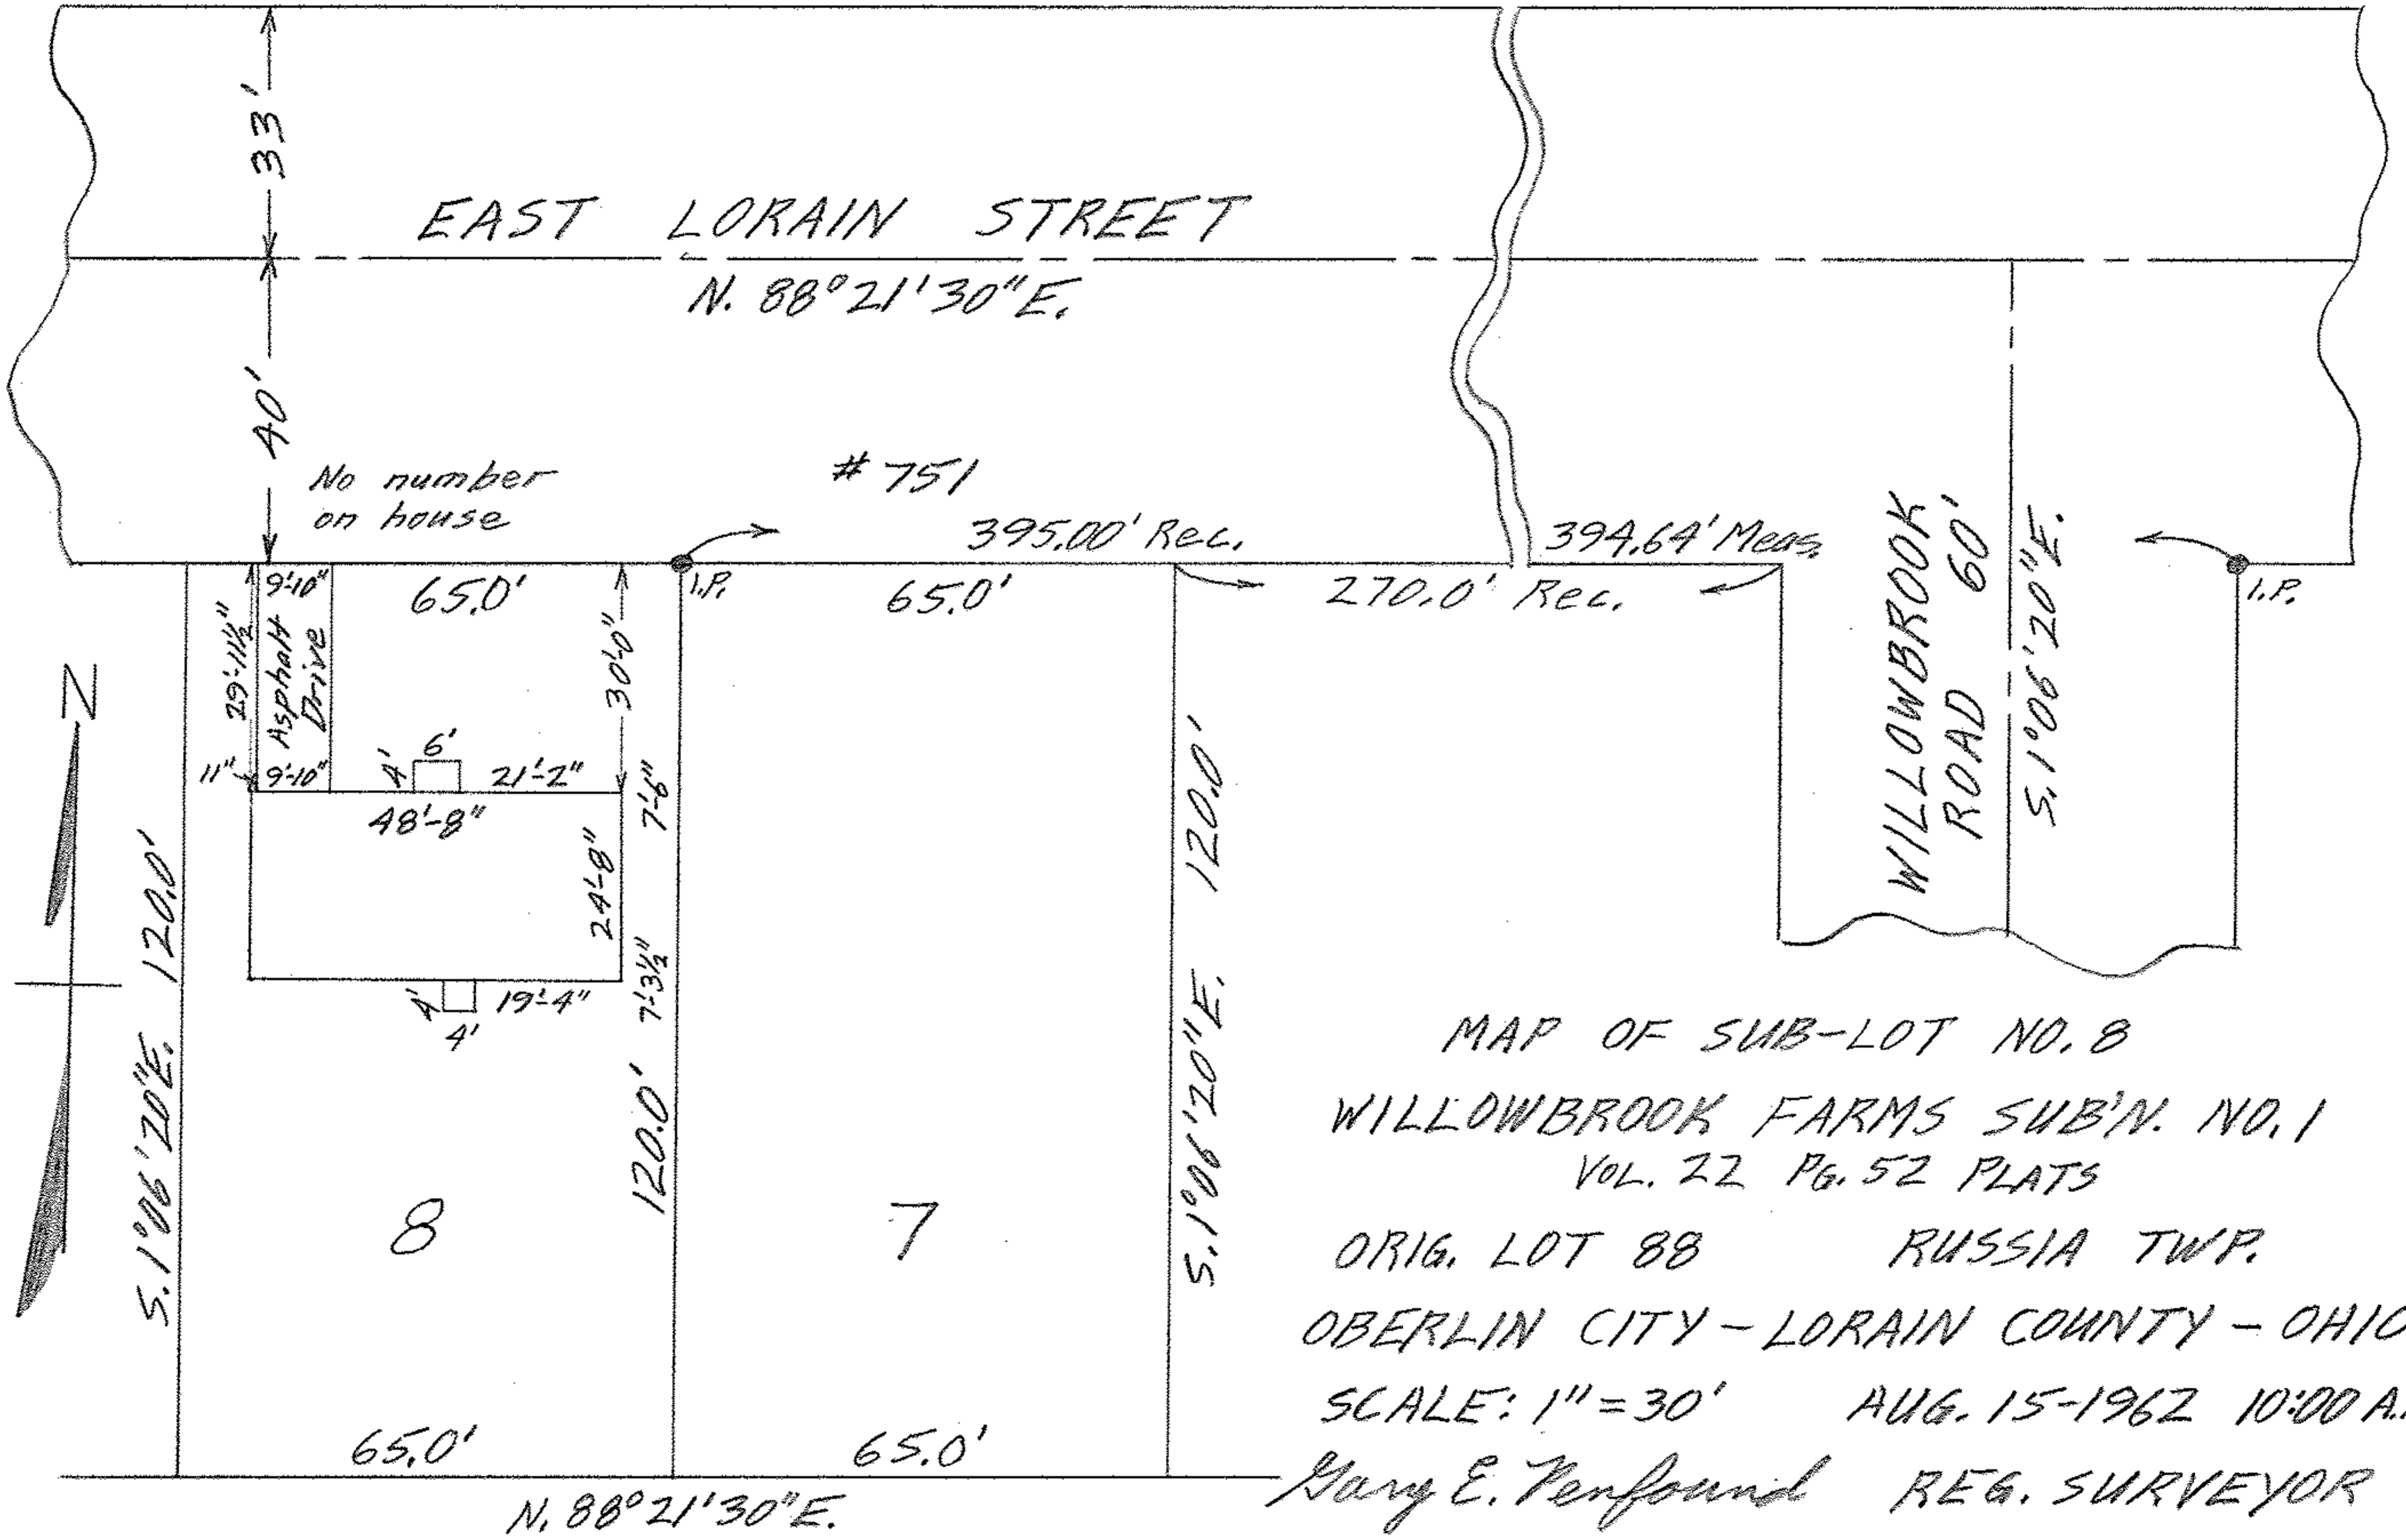 33'
EAST LORAIN STREET
N. 88°21'30"E.
40'
No number
on house
# 751
395.00' Rec.
394.64' Meas.
WILLOWBROOK
ROAD 60'
S. 1°06'20"E.
I.P.
65.0'
I.P.
65.0'
270.0' Rec.
9'-10"
29'-11½"
Asphalt
Drive
30'-0"
N
11"
9'-10"
4'
6'
21'-2"
48'-8"
7'-6"
24'-8"
7'-3½"
4'
19'-4"
4'
S. 1°06'20"E. 120.0'
120.0'
S. 1°06'20"E. 120.0'
8
7
65.0'
65.0'
N. 88°21'30"E.
MAP OF SUB-LOT NO. 8
WILLOWBROOK FARMS SUB'N. NO. 1
VOL. 22 PG. 52 PLATS
ORIG. LOT 88 RUSSIA TWP.
OBERLIN CITY - LORAIN COUNTY - OHIO
SCALE: 1" = 30' AUG. 15-1962 10:00 A.
Gary E. Penfound REG. SURVEYOR